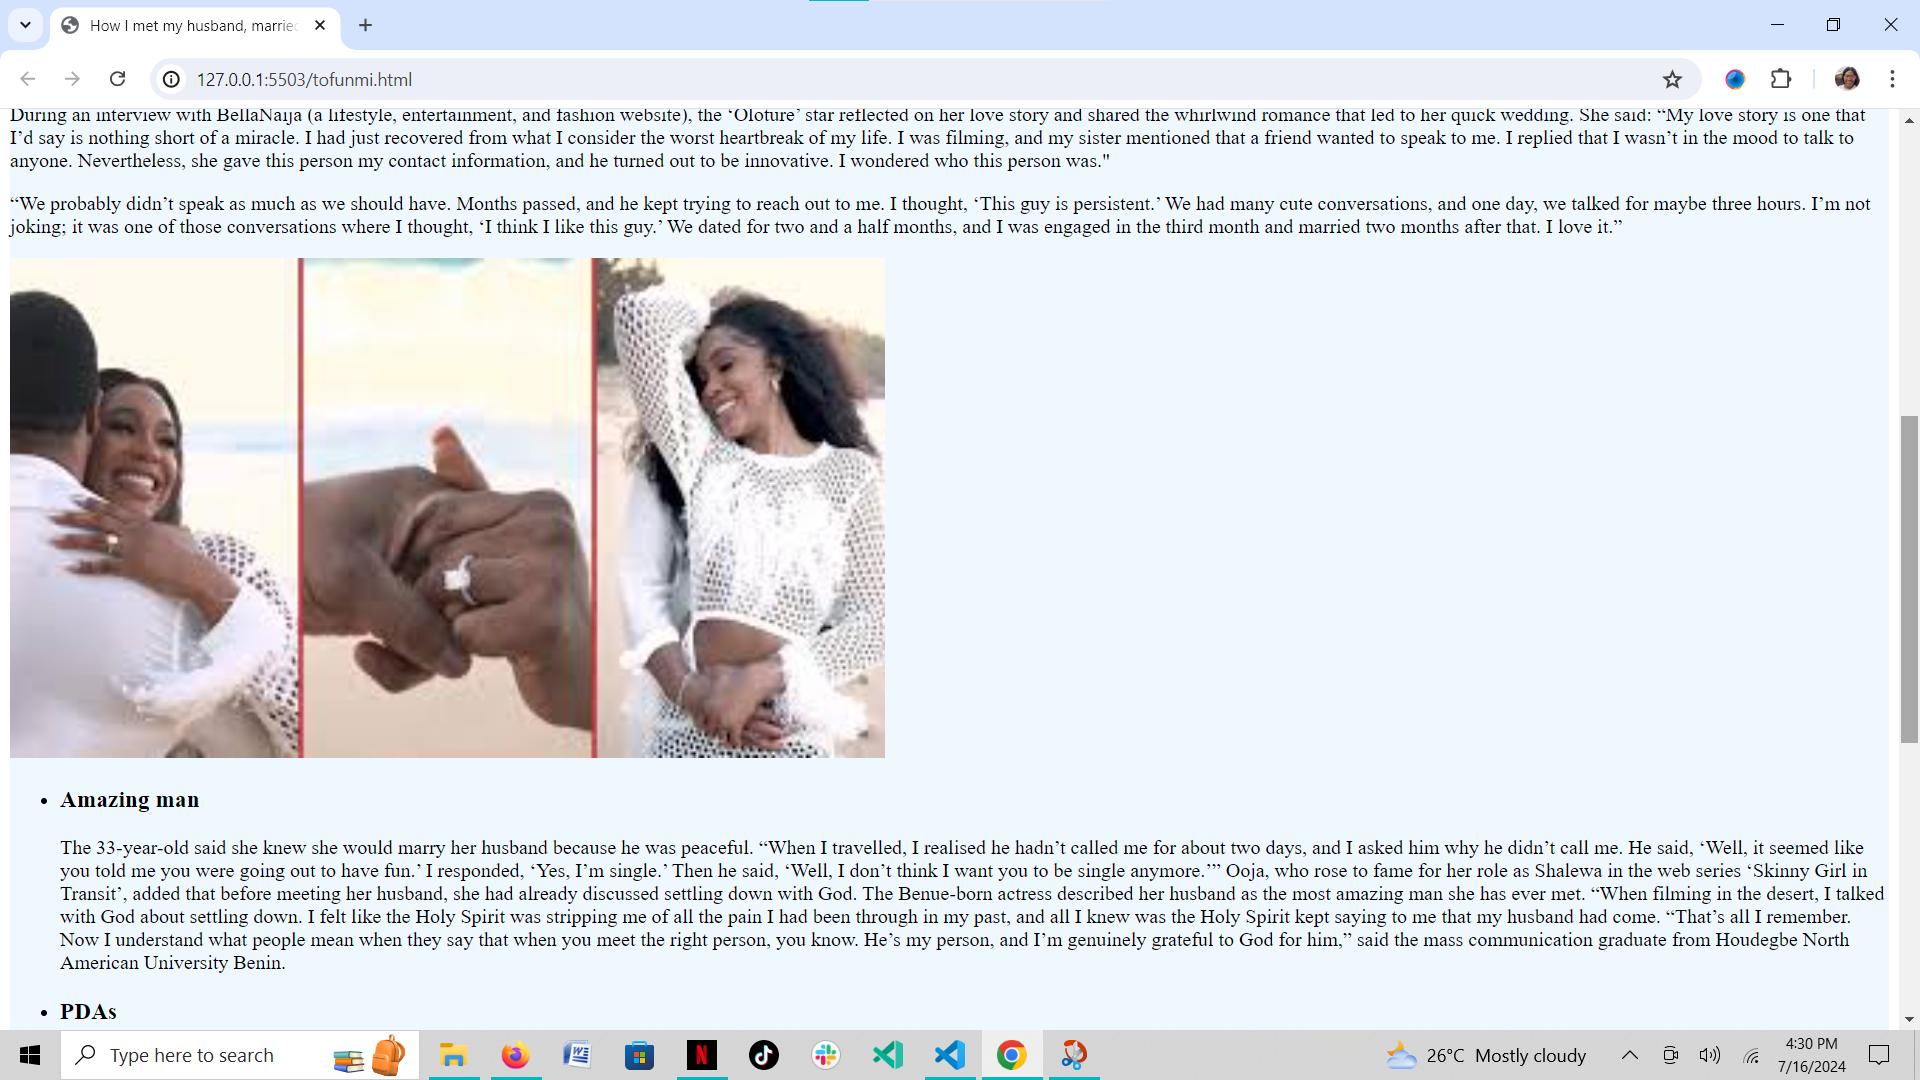 How I met my husband, married
127.0.0.1:5503/tofunmi.html
During an interview with BellaNaija (a lifestyle, entertainment, and fashion website), the ‘Oloture’ star reflected on her love story and shared the whirlwind romance that led to her quick wedding. She said: “My love story is one that
I’d say is nothing short of a miracle. I had just recovered from what I consider the worst heartbreak of my life. I was filming, and my sister mentioned that a friend wanted to speak to me. I replied that I wasn’t in the mood to talk to
anyone. Nevertheless, she gave this person my contact information, and he turned out to be innovative. I wondered who this person was."
“We probably didn’t speak as much as we should have. Months passed, and he kept trying to reach out to me. I thought, ‘This guy is persistent.’ We had many cute conversations, and one day, we talked for maybe three hours. I’m not
joking; it was one of those conversations where I thought, ‘I think I like this guy.’ We dated for two and a half months, and I was engaged in the third month and married two months after that. I love it.”
• Amazing man
The 33-year-old said she knew she would marry her husband because he was peaceful. “When I travelled, I realised he hadn’t called me for about two days, and I asked him why he didn’t call me. He said, ‘Well, it seemed like
you told me you were going out to have fun.’ I responded, ‘Yes, I’m single.’ Then he said, ‘Well, I don’t think I want you to be single anymore.’” Ooja, who rose to fame for her role as Shalewa in the web series ‘Skinny Girl in
Transit’, added that before meeting her husband, she had already discussed settling down with God. The Benue-born actress described her husband as the most amazing man she has ever met. “When filming in the desert, I talked
with God about settling down. I felt like the Holy Spirit was stripping me of all the pain I had been through in my past, and all I knew was the Holy Spirit kept saying to me that my husband had come. “That’s all I remember.
Now I understand what people mean when they say that when you meet the right person, you know. He’s my person, and I’m genuinely grateful to God for him,” said the mass communication graduate from Houdegbe North
American University Benin.
• PDAs
Type here to search
N
26°C Mostly cloudy
4:30 PM
7/16/2024